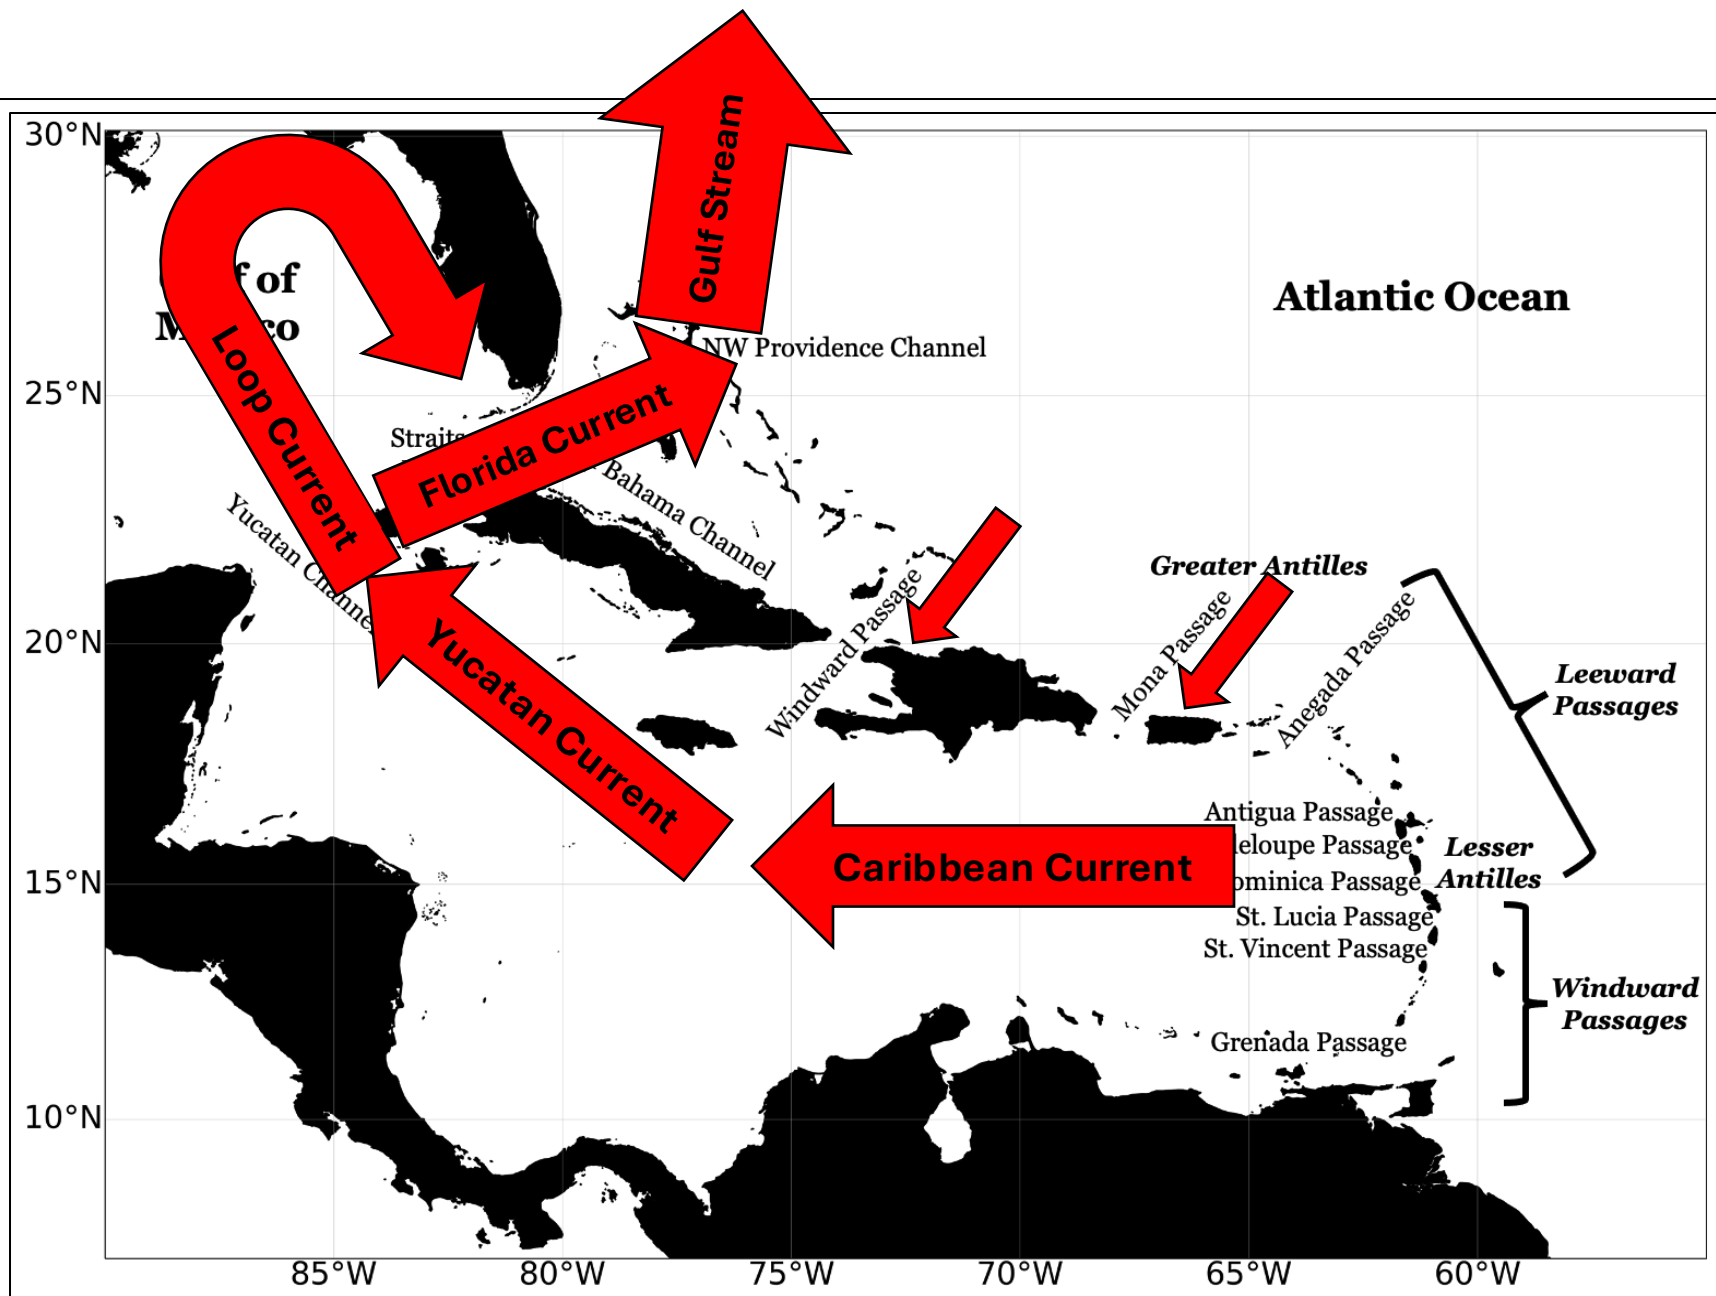 Gulf Stream
30°N
f of
M co
Atlantic Ocean
NW Providence Channel
Loop Current
25°N
Florida Current
Straits
Bahama Channel
Yucatan Channel
Greater Antilles
Windward Passage
Mona Passage
Anegada Passage
20°N
Leeward
Passages
Yucatan Current
Antigua Passage
eloupe Passage
Lesser
Antilles
Caribbean Current
15°N
ominica Passage
St. Lucia Passage
St. Vincent Passage
Windward
Passages
Grenada Passage
10°N
85°W 80°W 75°W 70°W 65°W 60°W